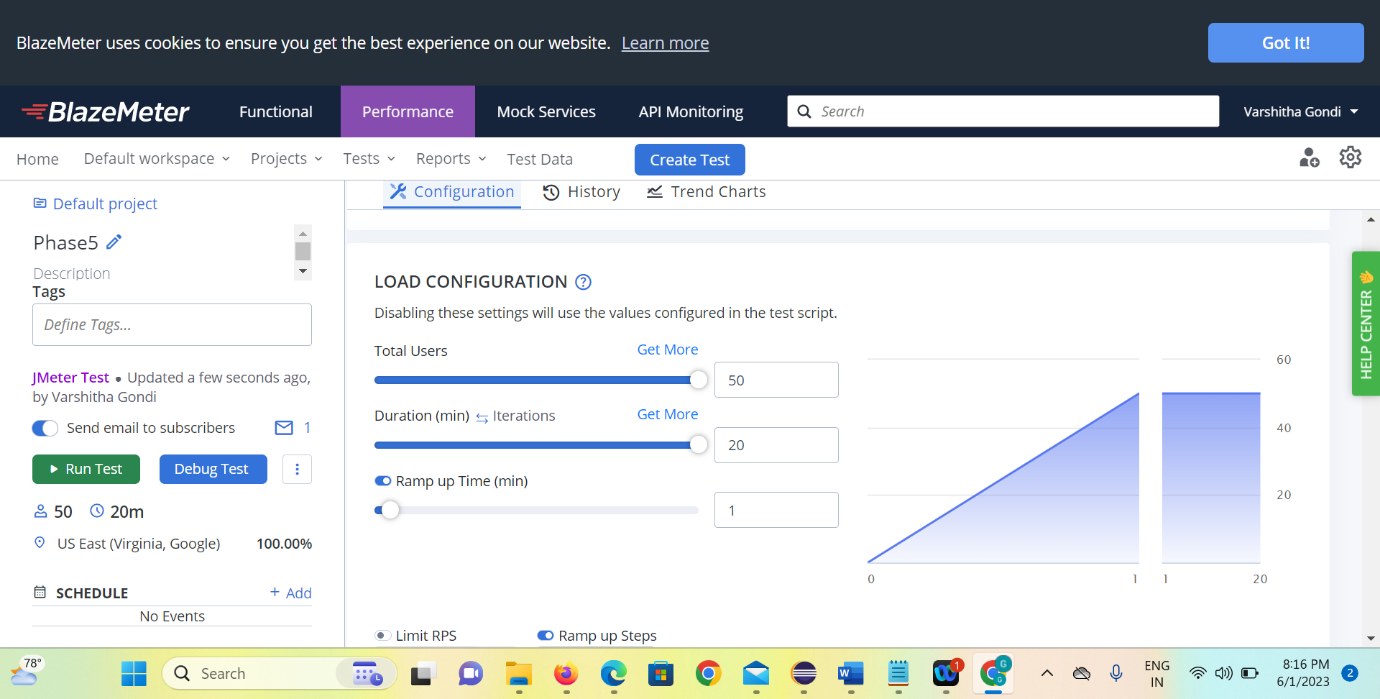 BlazeMeter uses cookies to ensure you get the best experience on our website. Learn more
Got It!
BlazeMeter Functional Performance Mock Services API Monitoring Search Varshitha Gondi
Home Default workspace Projects Tests Reports Test Data Create Test
Default project
Phase5
Description
Tags
Define Tags...
JMeter Test • Updated a few seconds ago,
by Varshitha Gondi
Send email to subscribers 1
Run Test Debug Test
50 20m
US East (Virginia, Google) 100.00%
SCHEDULE + Add
No Events
Configuration History Trend Charts
LOAD CONFIGURATION ?
Disabling these settings will use the values configured in the test script.
Total Users Get More
50
Duration (min) Iterations Get More
20
Ramp up Time (min)
1
Limit RPS Ramp up Steps
60
40
20
0 1 1 20
HELP CENTER
78°
Search
W
1
G
G
ENG
IN
8:16 PM
6/1/2023
2